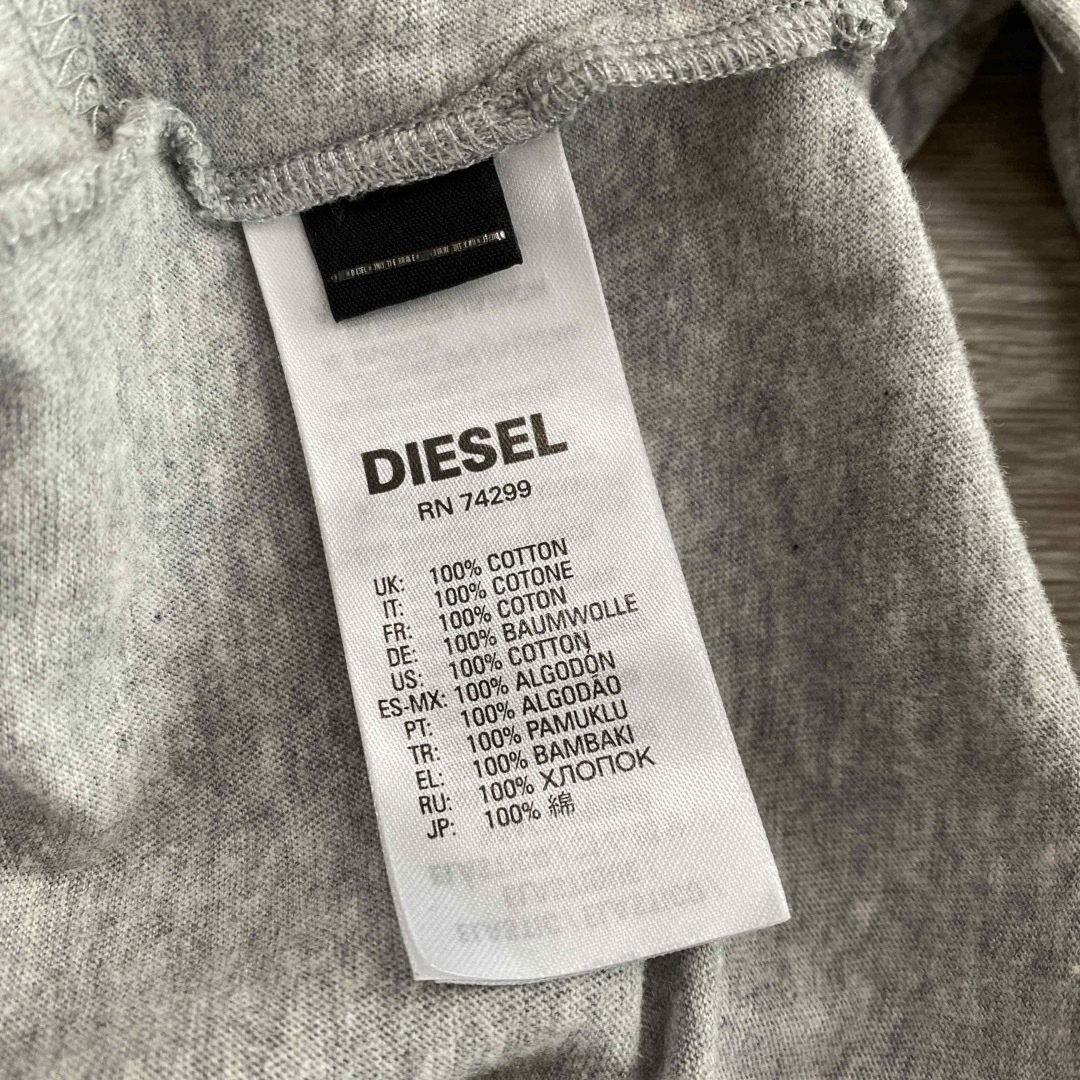 DIESEL
RN 74299
UK: 100% COTTON
IT: 100% COTONE
FR: 100% COTON
DE: 100% BAUMWOLLE
US: 100% COTTON
ES-MX: 100% ALGODÓN
PT: 100% ALGODÃO
TR: 100% PAMUKLU
EL: 100% BAMBAKI
RU: 100% ХЛОПОК
JP: 100% 綿